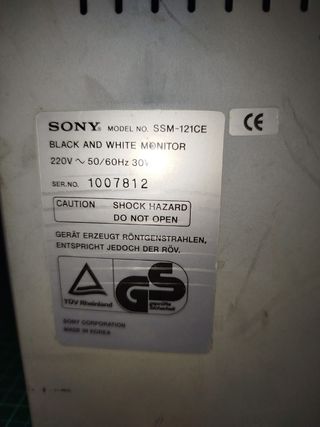 SONY® MODEL NO. SSM-121CE
BLACK AND WHITE MONITOR
220V ~ 50/60Hz 30W
SER.NO. 1007812
CAUTION SHOCK HAZARD
DO NOT OPEN
GERÄT ERZEUGT RÖNTGENSTRAHLEN,
ENTSPRICHT JEDOCH DER RÖV.
TÜV Rheinland
GS
geprüfte
Sicherheit
SONY CORPORATION
MADE IN KOREA
CE